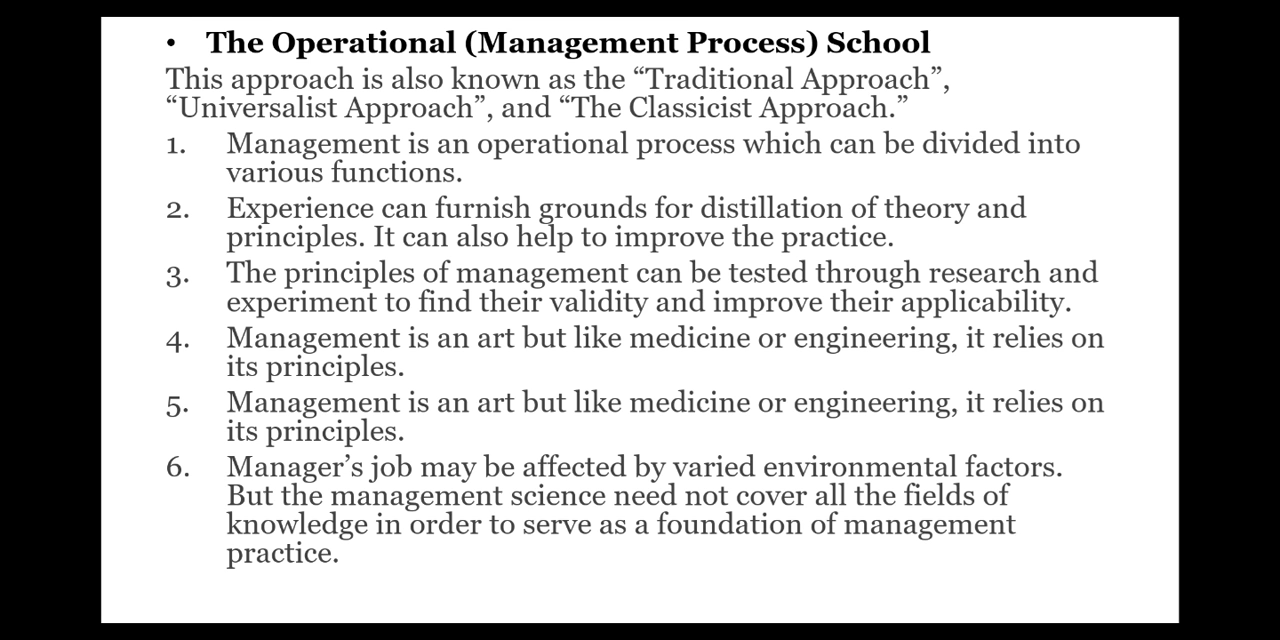 • The Operational (Management Process) School
This approach is also known as the “Traditional Approach”,
“Universalist Approach”, and “The Classicist Approach.”
1. Management is an operational process which can be divided into
various functions.
2. Experience can furnish grounds for distillation of theory and
principles. It can also help to improve the practice.
3. The principles of management can be tested through research and
experiment to find their validity and improve their applicability.
4. Management is an art but like medicine or engineering, it relies on
its principles.
5. Management is an art but like medicine or engineering, it relies on
its principles.
6. Manager’s job may be affected by varied environmental factors.
But the management science need not cover all the fields of
knowledge in order to serve as a foundation of management
practice.